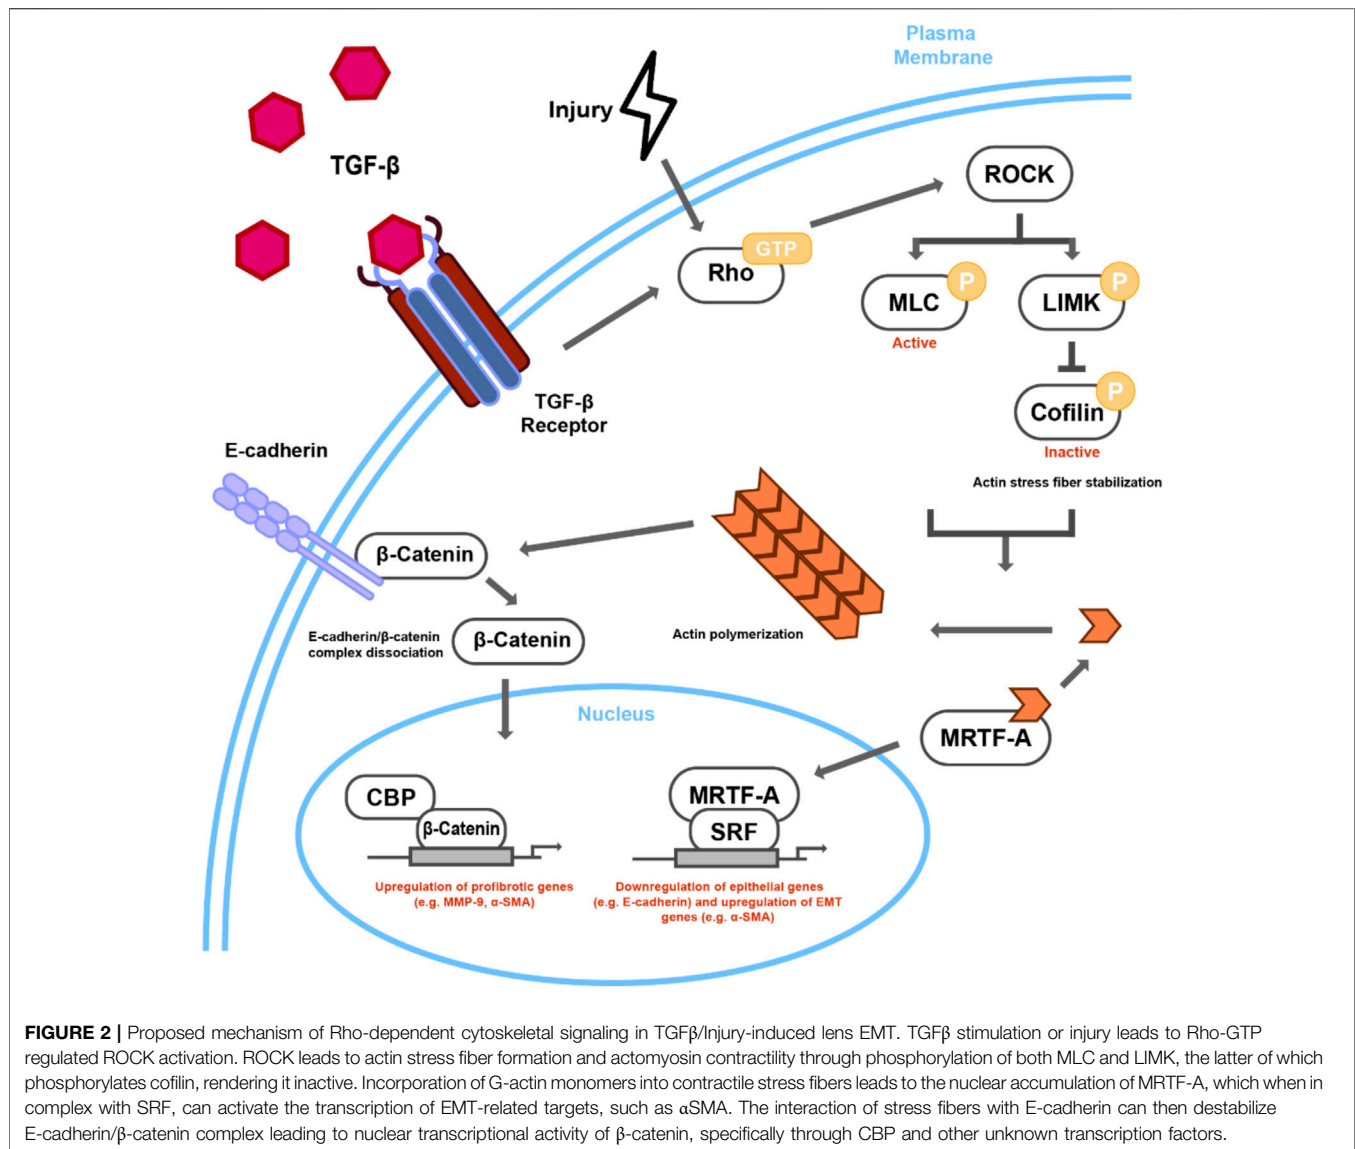 Plasma
Membrane
Injury
TGF-β
ROCK
GTP
Rho
P
MLC
Active
P
LIMK
P
Cofilin
Inactive
Actin stress fiber stabilization
TGF-β
Receptor
E-cadherin
β-Catenin
E-cadherin/β-catenin
complex dissociation
β-Catenin
Actin polymerization
MRTF-A
Nucleus
CBP
β-Catenin
Upregulation of profibrotic genes
(e.g. MMP-9, α-SMA)
MRTF-A
SRF
Downregulation of epithelial genes
(e.g. E-cadherin) and upregulation of EMT
genes (e.g. α-SMA)
FIGURE 2 | Proposed mechanism of Rho-dependent cytoskeletal signaling in TGFβ/Injury-induced lens EMT. TGFβ stimulation or injury leads to Rho-GTP
regulated ROCK activation. ROCK leads to actin stress fiber formation and actomyosin contractility through phosphorylation of both MLC and LIMK, the latter of which
phosphorylates cofilin, rendering it inactive. Incorporation of G-actin monomers into contractile stress fibers leads to the nuclear accumulation of MRTF-A, which when in
complex with SRF, can activate the transcription of EMT-related targets, such as αSMA. The interaction of stress fibers with E-cadherin can then destabilize
E-cadherin/β-catenin complex leading to nuclear transcriptional activity of β-catenin, specifically through CBP and other unknown transcription factors.